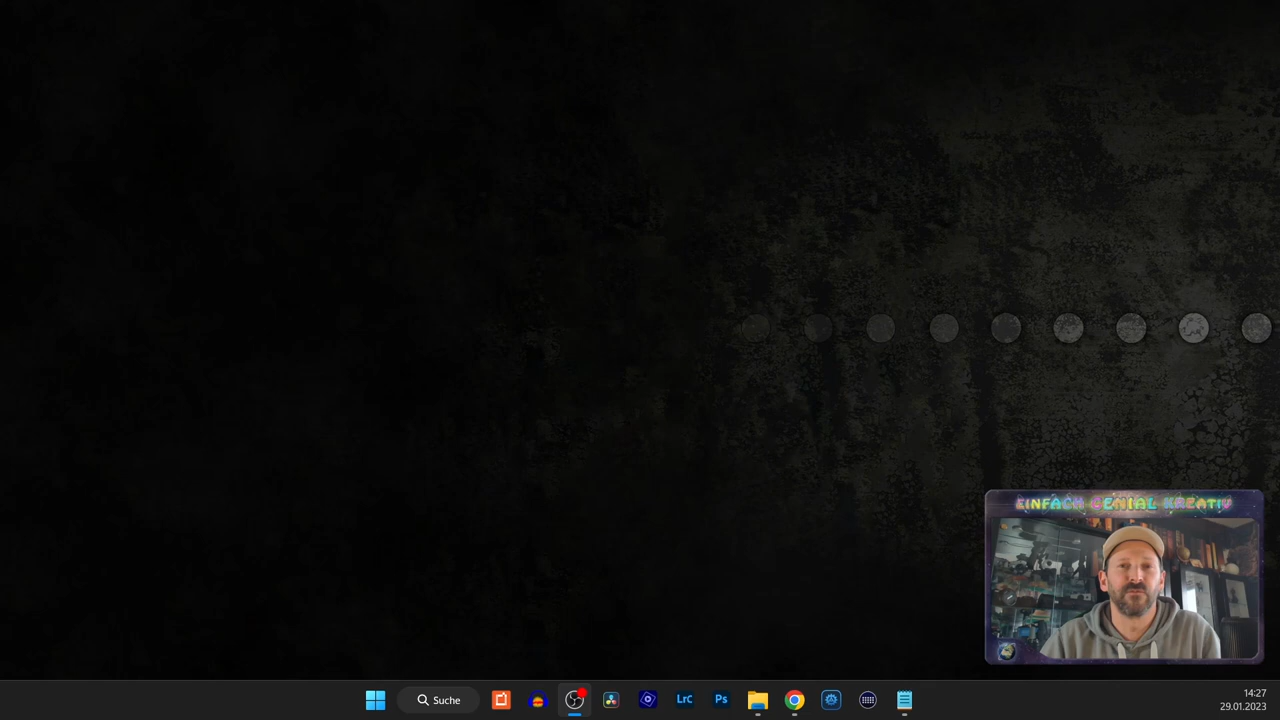 EINFACH GENIAL KREATIV
Suche
LrC
Ps
14:27
29.01.2023